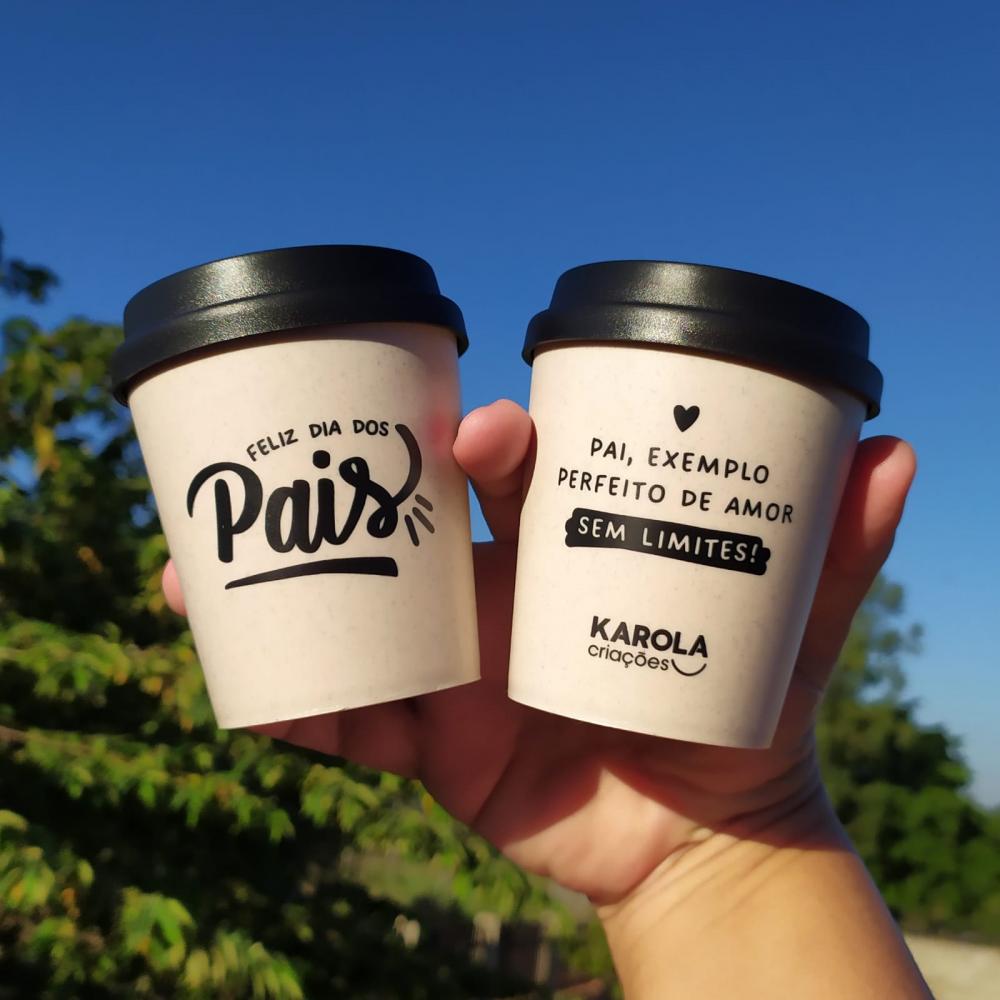 FELIZ DIA DOS
Pais
PAI, EXEMPLO
PERFEITO DE AMOR
SEM LIMITES!
KAROLA
criações